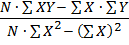 N · ∑ XY − ∑ X · ∑ Y
N · ∑ X² − (∑ X)²